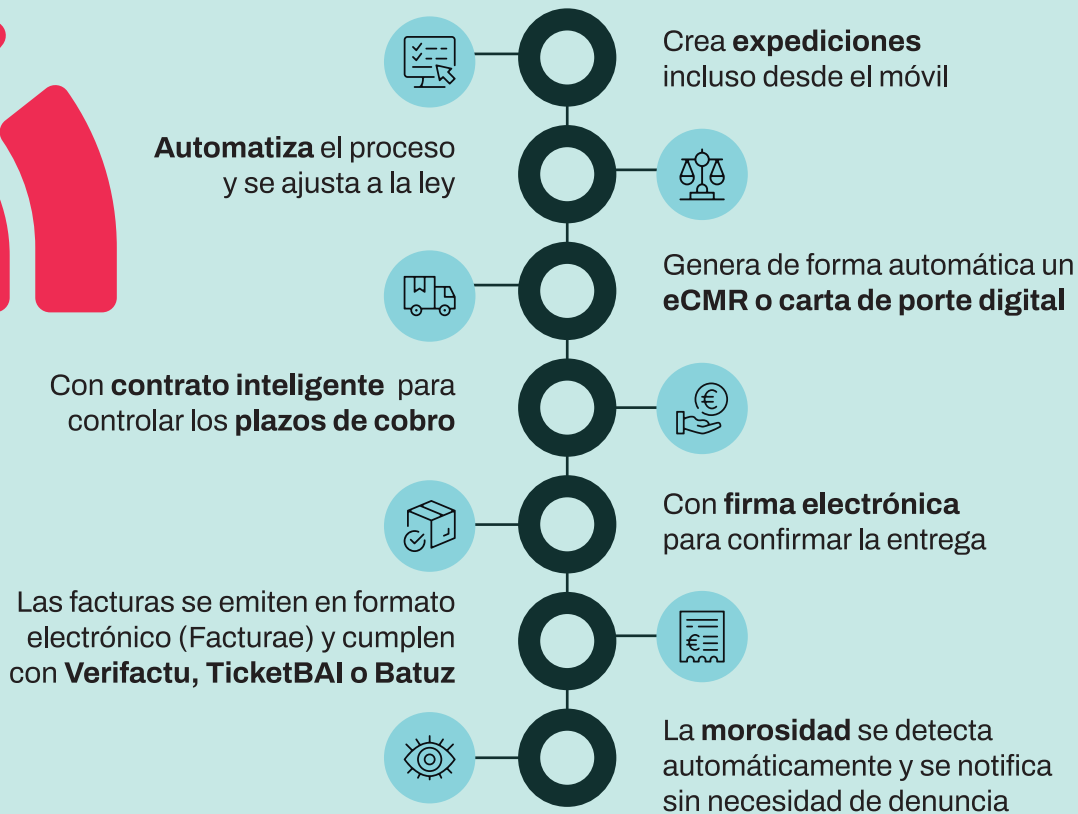 Crea expediciones
incluso desde el móvil
Automatiza el proceso
y se ajusta a la ley
Genera de forma automática un
eCMR o carta de porte digital
Con contrato inteligente para
controlar los plazos de cobro
Con firma electrónica
para confirmar la entrega
Las facturas se emiten en formato
electrónico (Facturae) y cumplen
con Verifactu, TicketBAI o Batuz
La morosidad se detecta
automáticamente y se notifica
sin necesidad de denuncia